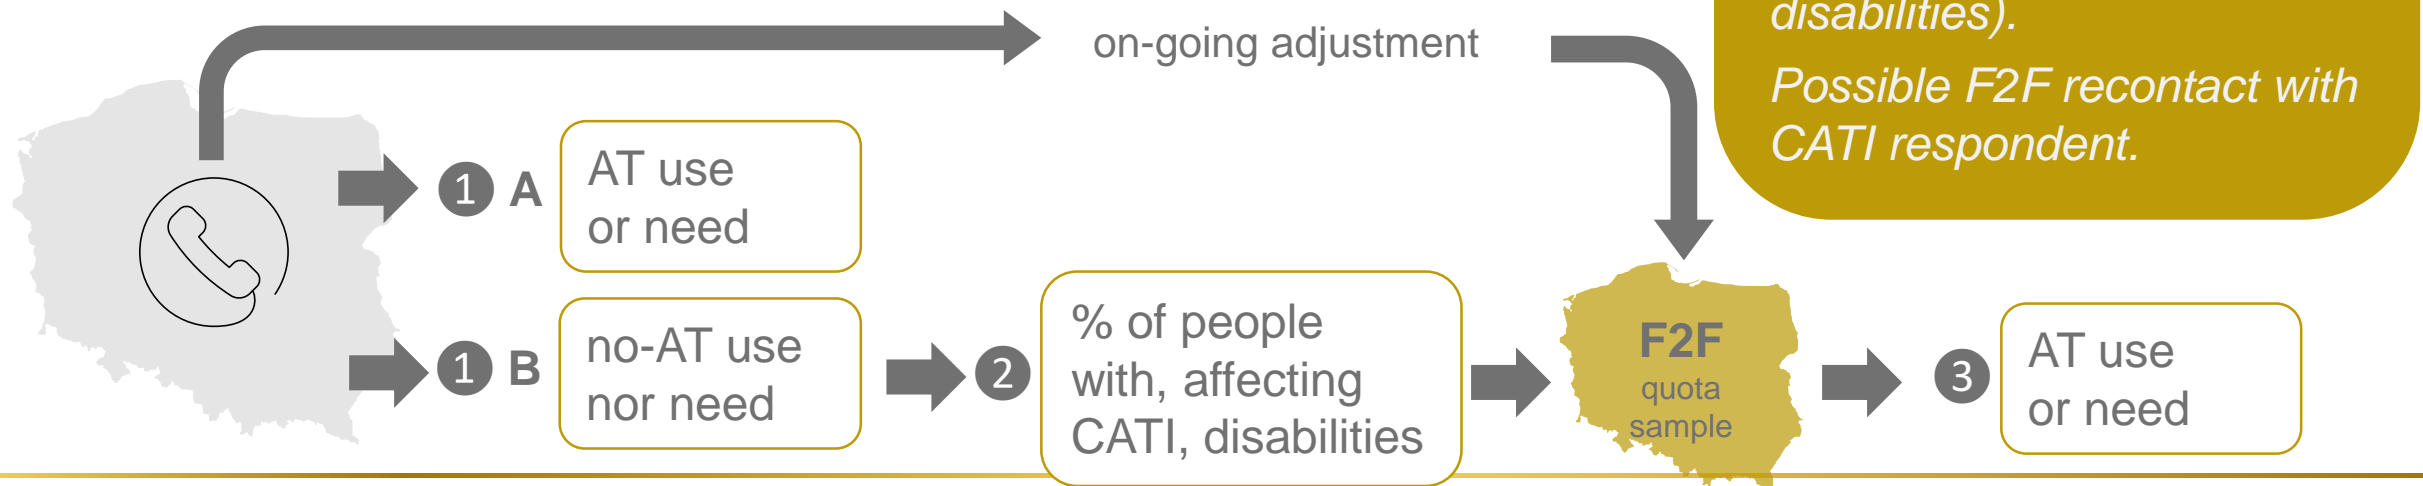 disabilities).
Possible F2F recontact with
CATI respondent.
on-going adjustment
1 A
AT use
or need
1 B
no-AT use
nor need
2
% of people
with, affecting
CATI, disabilities
F2F
quota
sample
3
AT use
or need